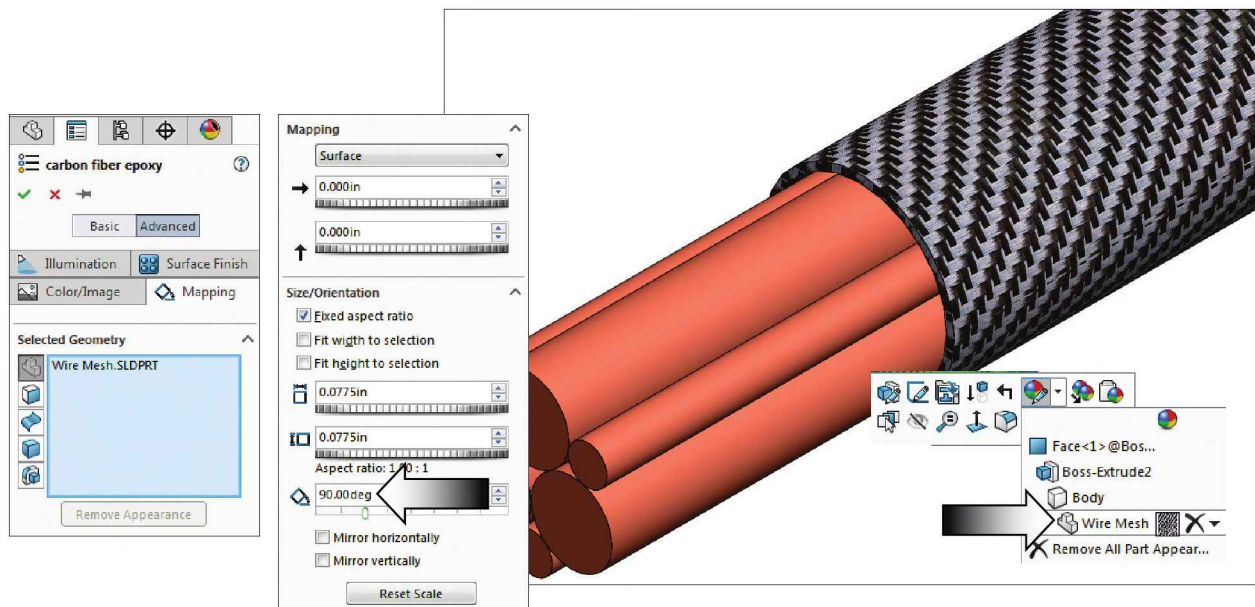 carbon fiber epoxy
Basic
Advanced
Illumination
Surface Finish
Color/Image
Mapping
Selected Geometry
Wire Mesh.SLDPRT
Remove Appearance
Mapping
Surface
0.000in
0.000in
Size/Orientation
Fixed aspect ratio
Fit width to selection
Fit height to selection
0.0775in
0.0775in
Aspect ratio: 1.00 : 1
90.00deg
Mirror horizontally
Mirror vertically
Reset Scale
Face<1>@Bos...
Boss-Extrude2
Body
Wire Mesh
Remove All Part Appear...